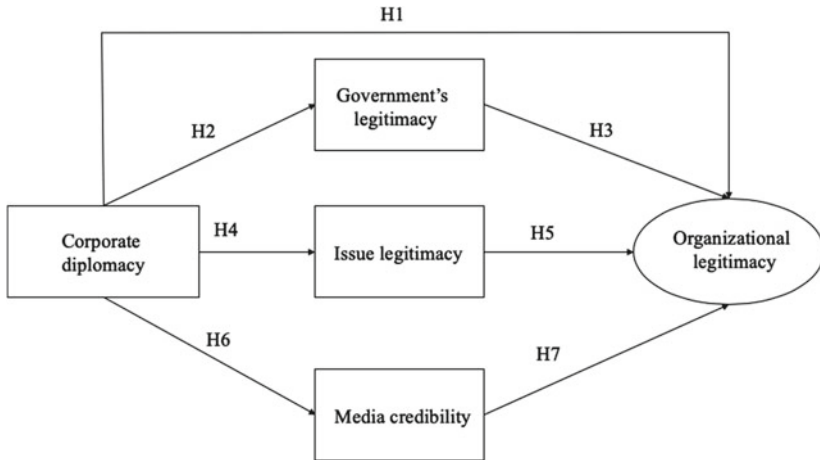 H1
Government's
legitimacy
H2
H3
Corporate
diplomacy
H4
Issue legitimacy
H5
Organizational
legitimacy
H6
H7
Media credibility